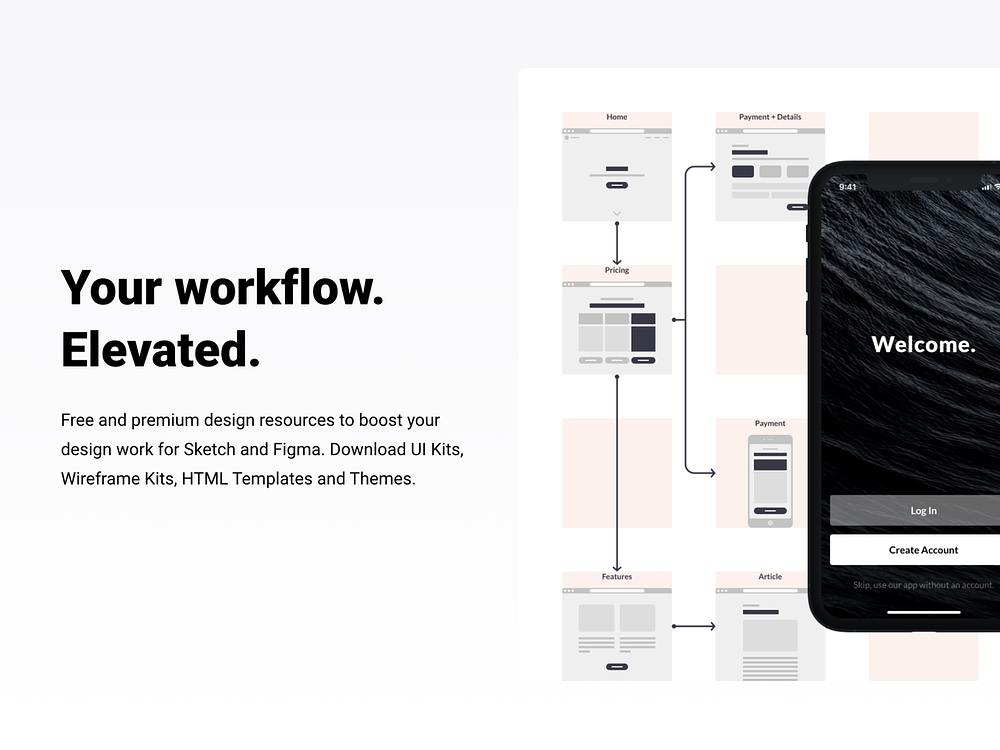 Your workflow.
Elevated.
Free and premium design resources to boost your
design work for Sketch and Figma. Download UI Kits,
Wireframe Kits, HTML Templates and Themes.
Home
Payment + Details
Pricing
Payment
Features
Article
9:41
Welcome.
Log In
Create Account
Skip, use our app without an account.